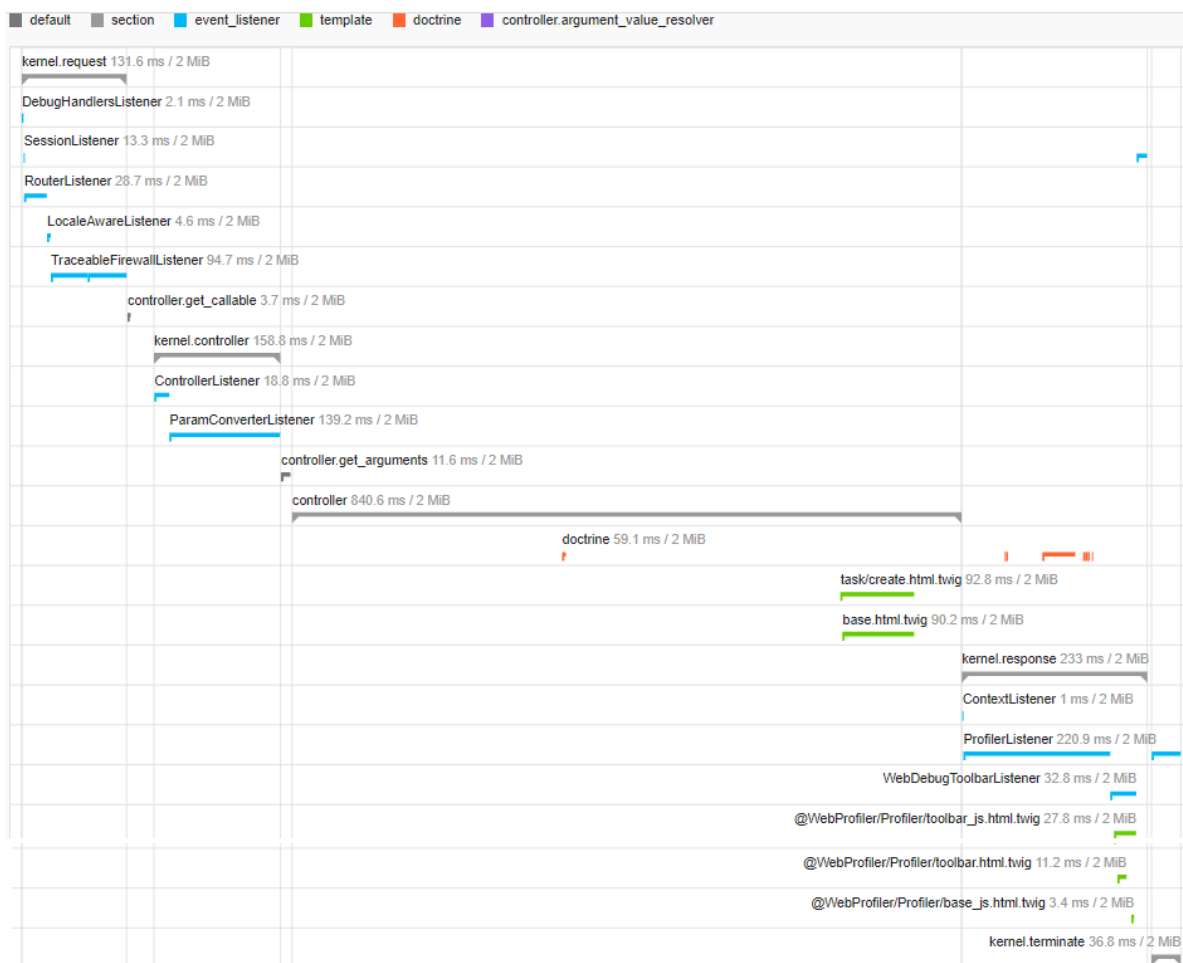 default section event_listener template doctrine controller.argument_value_resolver
kernel.request 131.6 ms / 2 MiB
DebugHandlersListener 2.1 ms / 2 MiB
SessionListener 13.3 ms / 2 MiB
RouterListener 28.7 ms / 2 MiB
LocaleAwareListener 4.6 ms / 2 MiB
TraceableFirewallListener 94.7 ms / 2 MiB
controller.get_callable 3.7 ms / 2 MiB
kernel.controller 158.8 ms / 2 MiB
ControllerListener 18.8 ms / 2 MiB
ParamConverterListener 139.2 ms / 2 MiB
controller.get_arguments 11.6 ms / 2 MiB
controller 840.6 ms / 2 MiB
doctrine 59.1 ms / 2 MiB
task/create.html.twig 92.8 ms / 2 MiB
base.html.twig 90.2 ms / 2 MiB
kernel.response 233 ms / 2 MiB
ContextListener 1 ms / 2 MiB
ProfilerListener 220.9 ms / 2 MiB
WebDebugToolbarListener 32.8 ms / 2 MiB
@WebProfiler/Profiler/toolbar_js.html.twig 27.8 ms / 2 MiB
@WebProfiler/Profiler/toolbar.html.twig 11.2 ms / 2 MiB
@WebProfiler/Profiler/base_js.html.twig 3.4 ms / 2 MiB
kernel.terminate 36.8 ms / 2 MiB